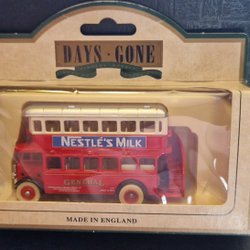 DAYS·GONE
NESTLÉ'S MILK
GENERAL
MADE IN ENGLAND